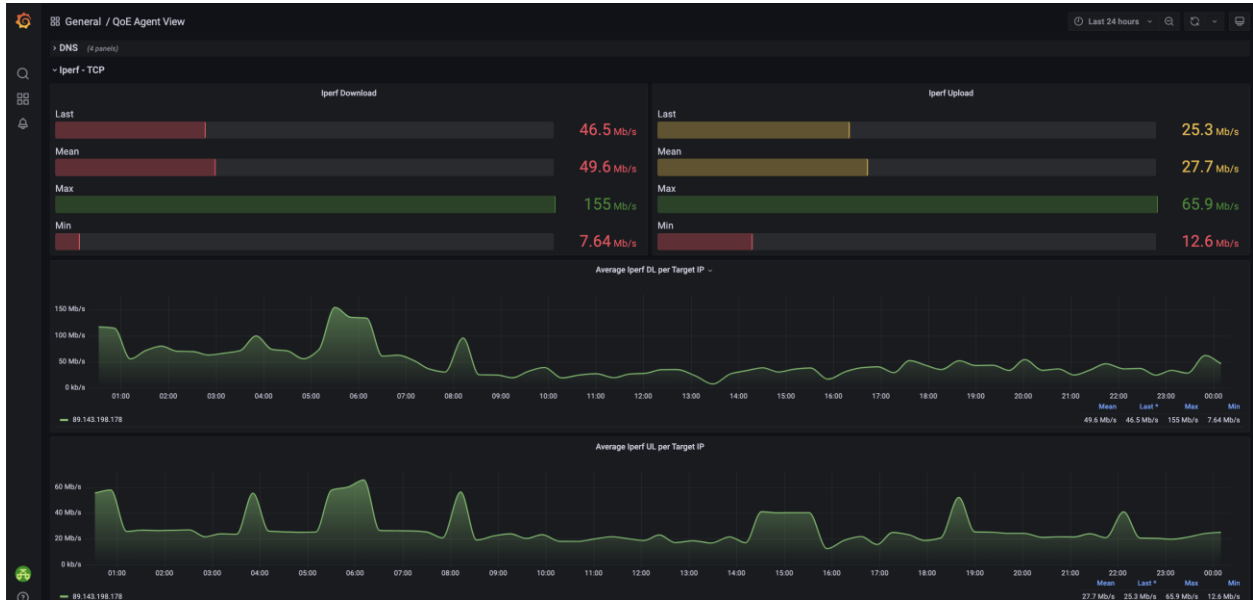 General / QoE Agent View
Last 24 hours
DNS (4 panels)
Iperf - TCP
Iperf Download
Last
46.5 Mb/s
Mean
49.6 Mb/s
Max
155 Mb/s
Min
7.64 Mb/s
Iperf Upload
Last
25.3 Mb/s
Mean
27.7 Mb/s
Max
65.9 Mb/s
Min
12.6 Mb/s
Average Iperf DL per Target IP
150 Mb/s
100 Mb/s
50 Mb/s
0 kb/s
01:00 02:00 03:00 04:00 05:00 06:00 07:00 08:00 09:00 10:00 11:00 12:00 13:00 14:00 15:00 16:00 17:00 18:00 19:00 20:00 21:00 22:00 23:00 00:00
Mean Last * Max Min
89.143.198.178 49.6 Mb/s 46.5 Mb/s 155 Mb/s 7.64 Mb/s
Average Iperf UL per Target IP
60 Mb/s
40 Mb/s
20 Mb/s
0 kb/s
01:00 02:00 03:00 04:00 05:00 06:00 07:00 08:00 09:00 10:00 11:00 12:00 13:00 14:00 15:00 16:00 17:00 18:00 19:00 20:00 21:00 22:00 23:00 00:00
Mean Last * Max Min
89.143.198.178 27.7 Mb/s 25.3 Mb/s 65.9 Mb/s 12.6 Mb/s